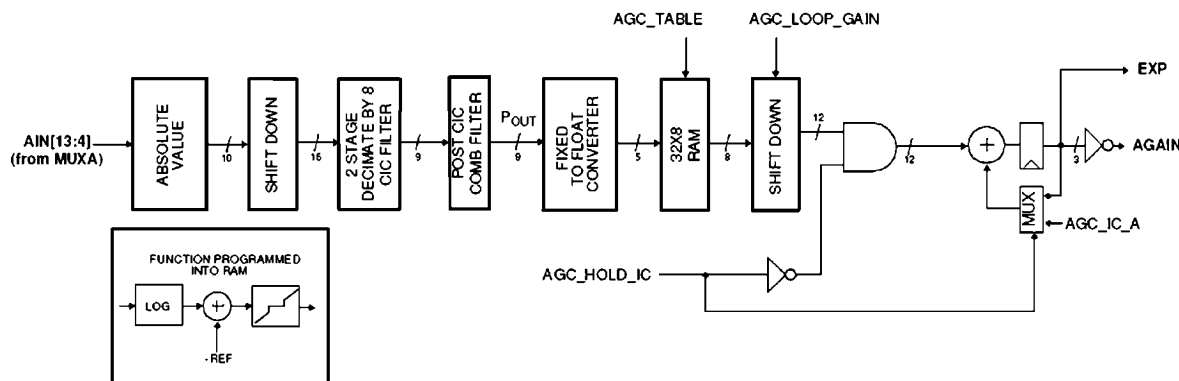 AGC_TABLE
AGC_LOOP_GAIN
EXP
AIN[13:4]
(from MUXA)
ABSOLUTE
VALUE
10
SHIFT DOWN
16
2 STAGE
DECIMATE BY 8
CIC FILTER
9
POST CIC
COMB FILTER
POUT
9
FIXED
TO FLOAT
CONVERTER
5
32X8
RAM
8
SHIFT DOWN
12
12
+
3
AGAIN
MUX
AGC_IC_A
AGC_HOLD_IC
FUNCTION PROGRAMMED
INTO RAM
LOG
+
-REF